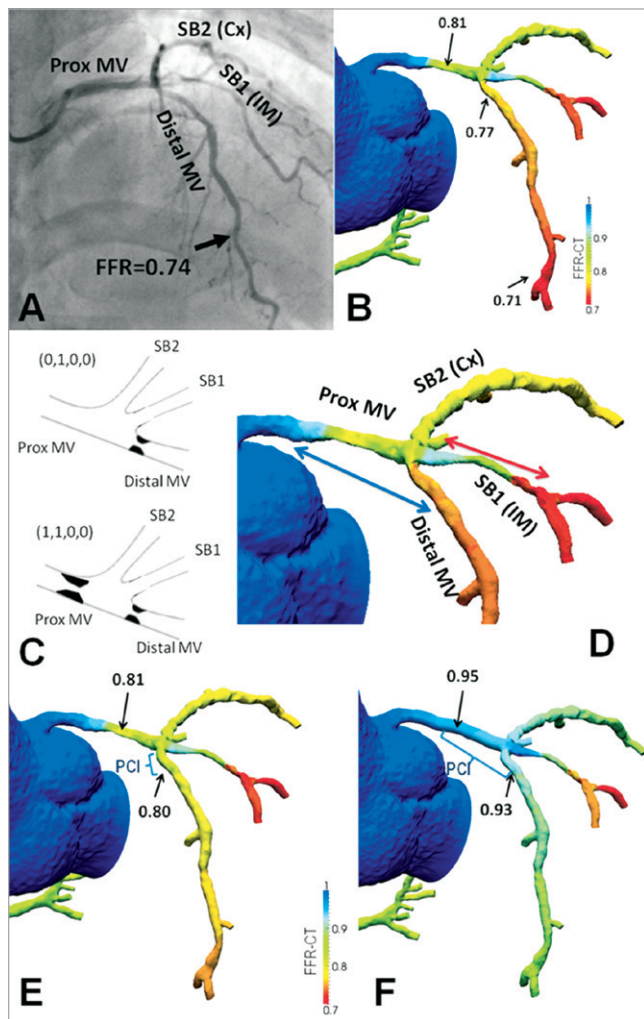 SB2 (Cx)
Prox MV
SB1 (IM)
Distal MV
FFR=0.74
A
0.81
0.77
0.71
1
0.9
0.8
0.7
FFR-CT
B
(0,1,0,0)
SB2
SB1
Prox MV
Distal MV
(1,1,0,0)
SB2
SB1
Prox MV
Distal MV
C
SB2 (Cx)
Prox MV
SB1 (IM)
Distal MV
D
0.81
PCI
0.80
1
0.9
0.8
0.7
FFR-CT
E
0.95
PCI
0.93
F